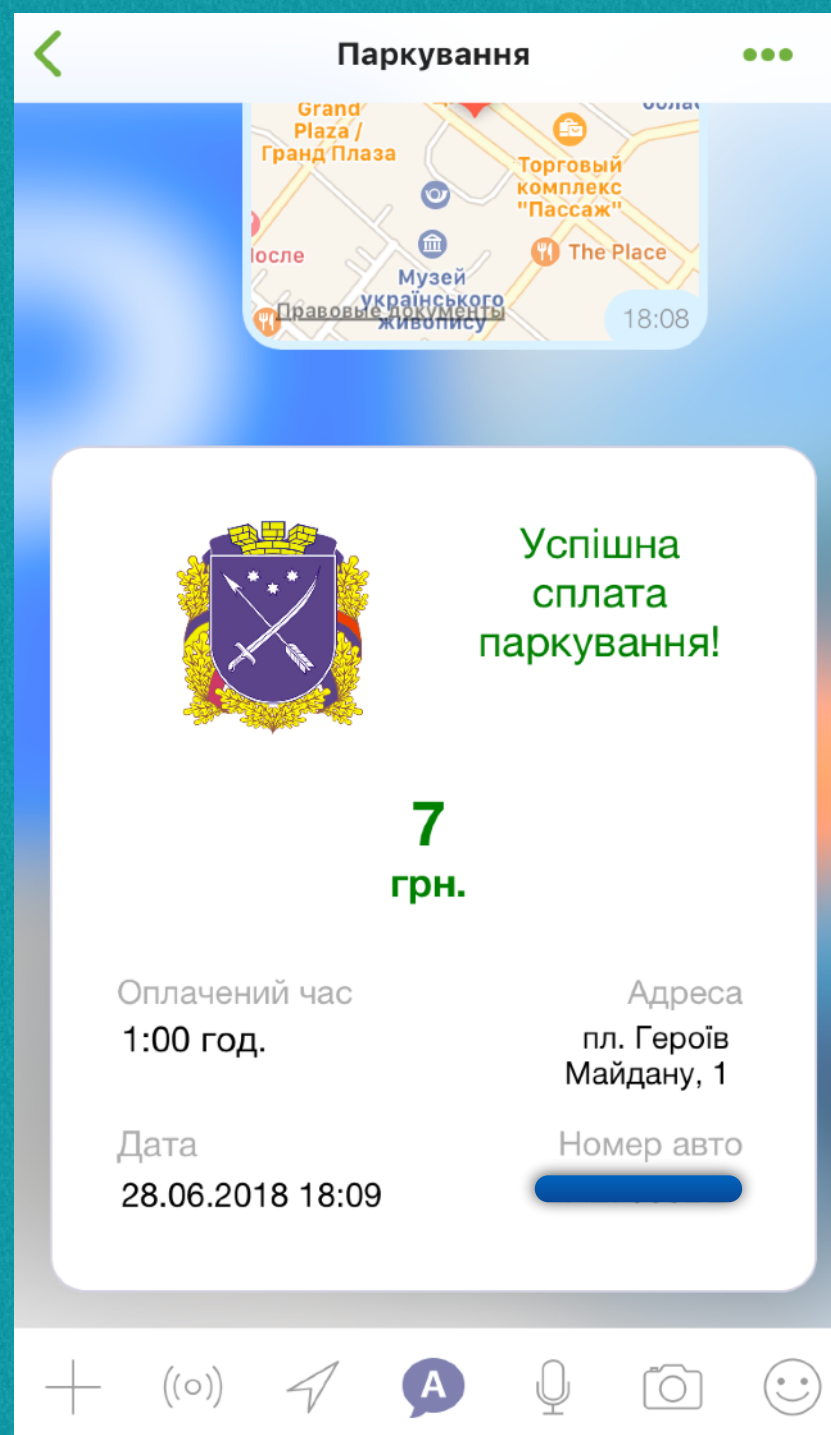 Паркування
Grand
Plaza /
Гранд Плаза
Торговый
комплекс
"Пассаж"
The Place
Музей
українського
живопису
Правовые документы
18:08
Успішна
сплата
паркування!
7
грн.
Оплачений час
Адреса
1:00 год.
пл. Героїв
Майдану, 1
Дата
Номер авто
28.06.2018 18:09
A